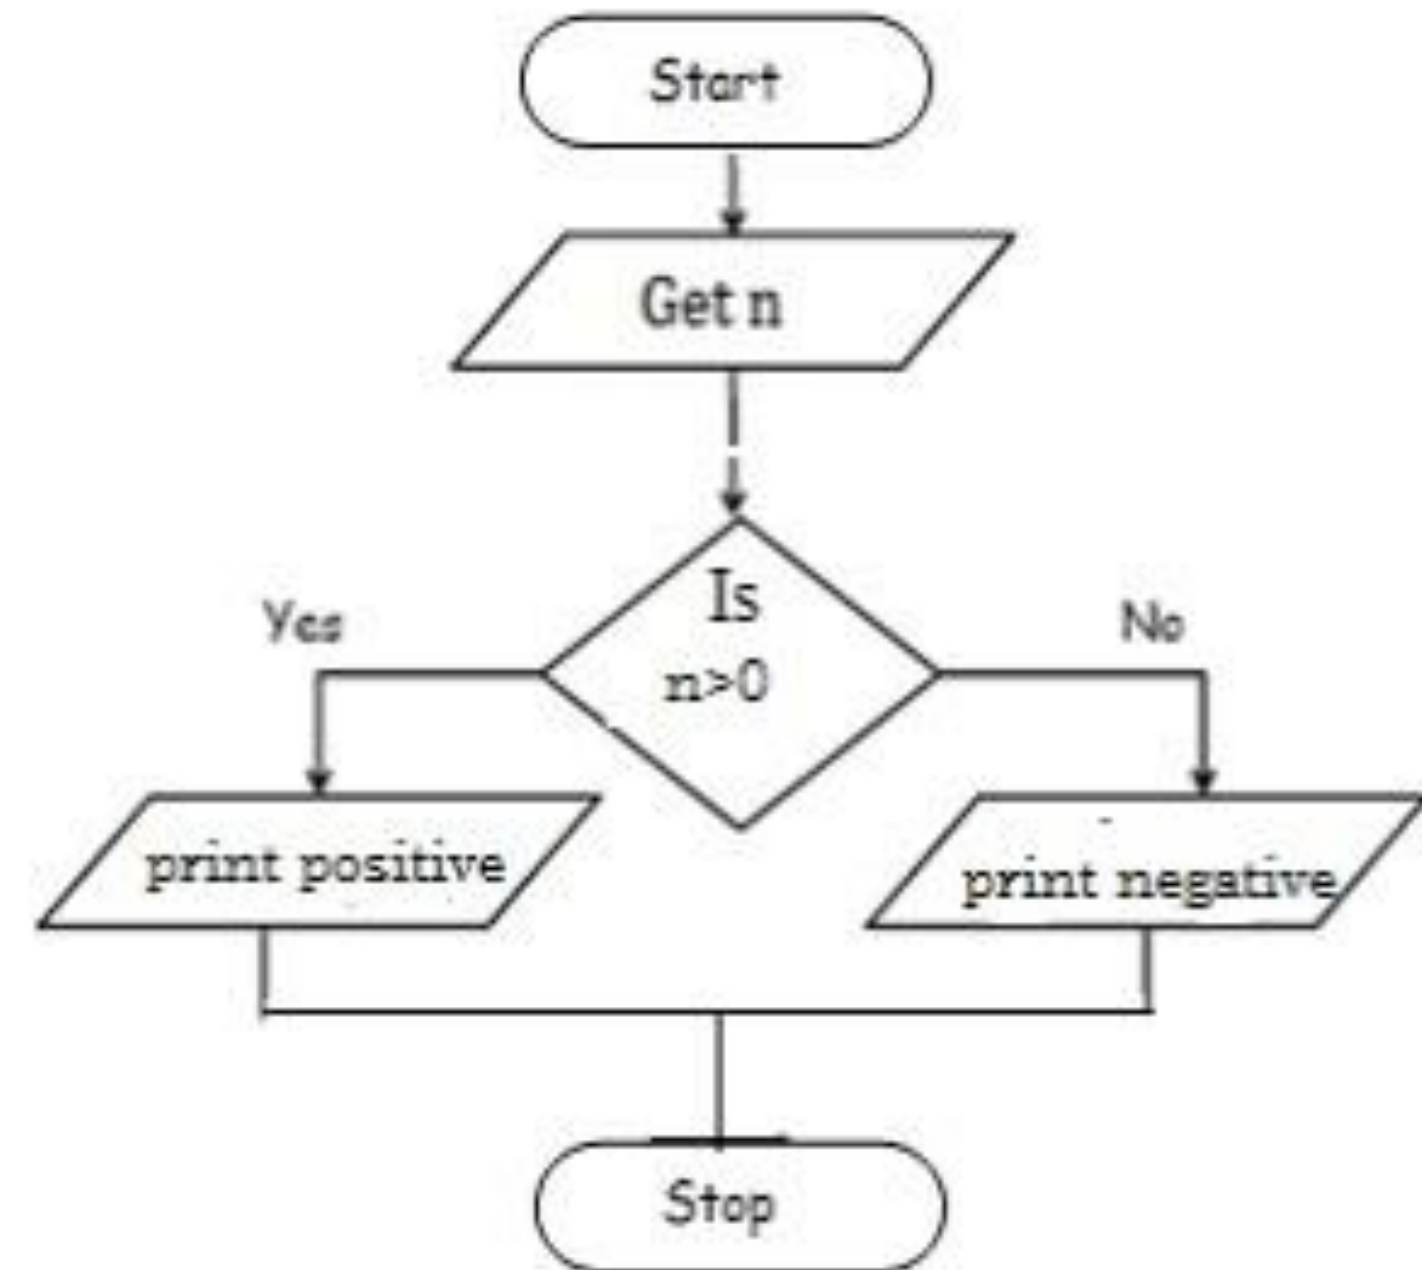 Start
Get n
Is
n>0
Yes
No
print positive
print negative
Stop